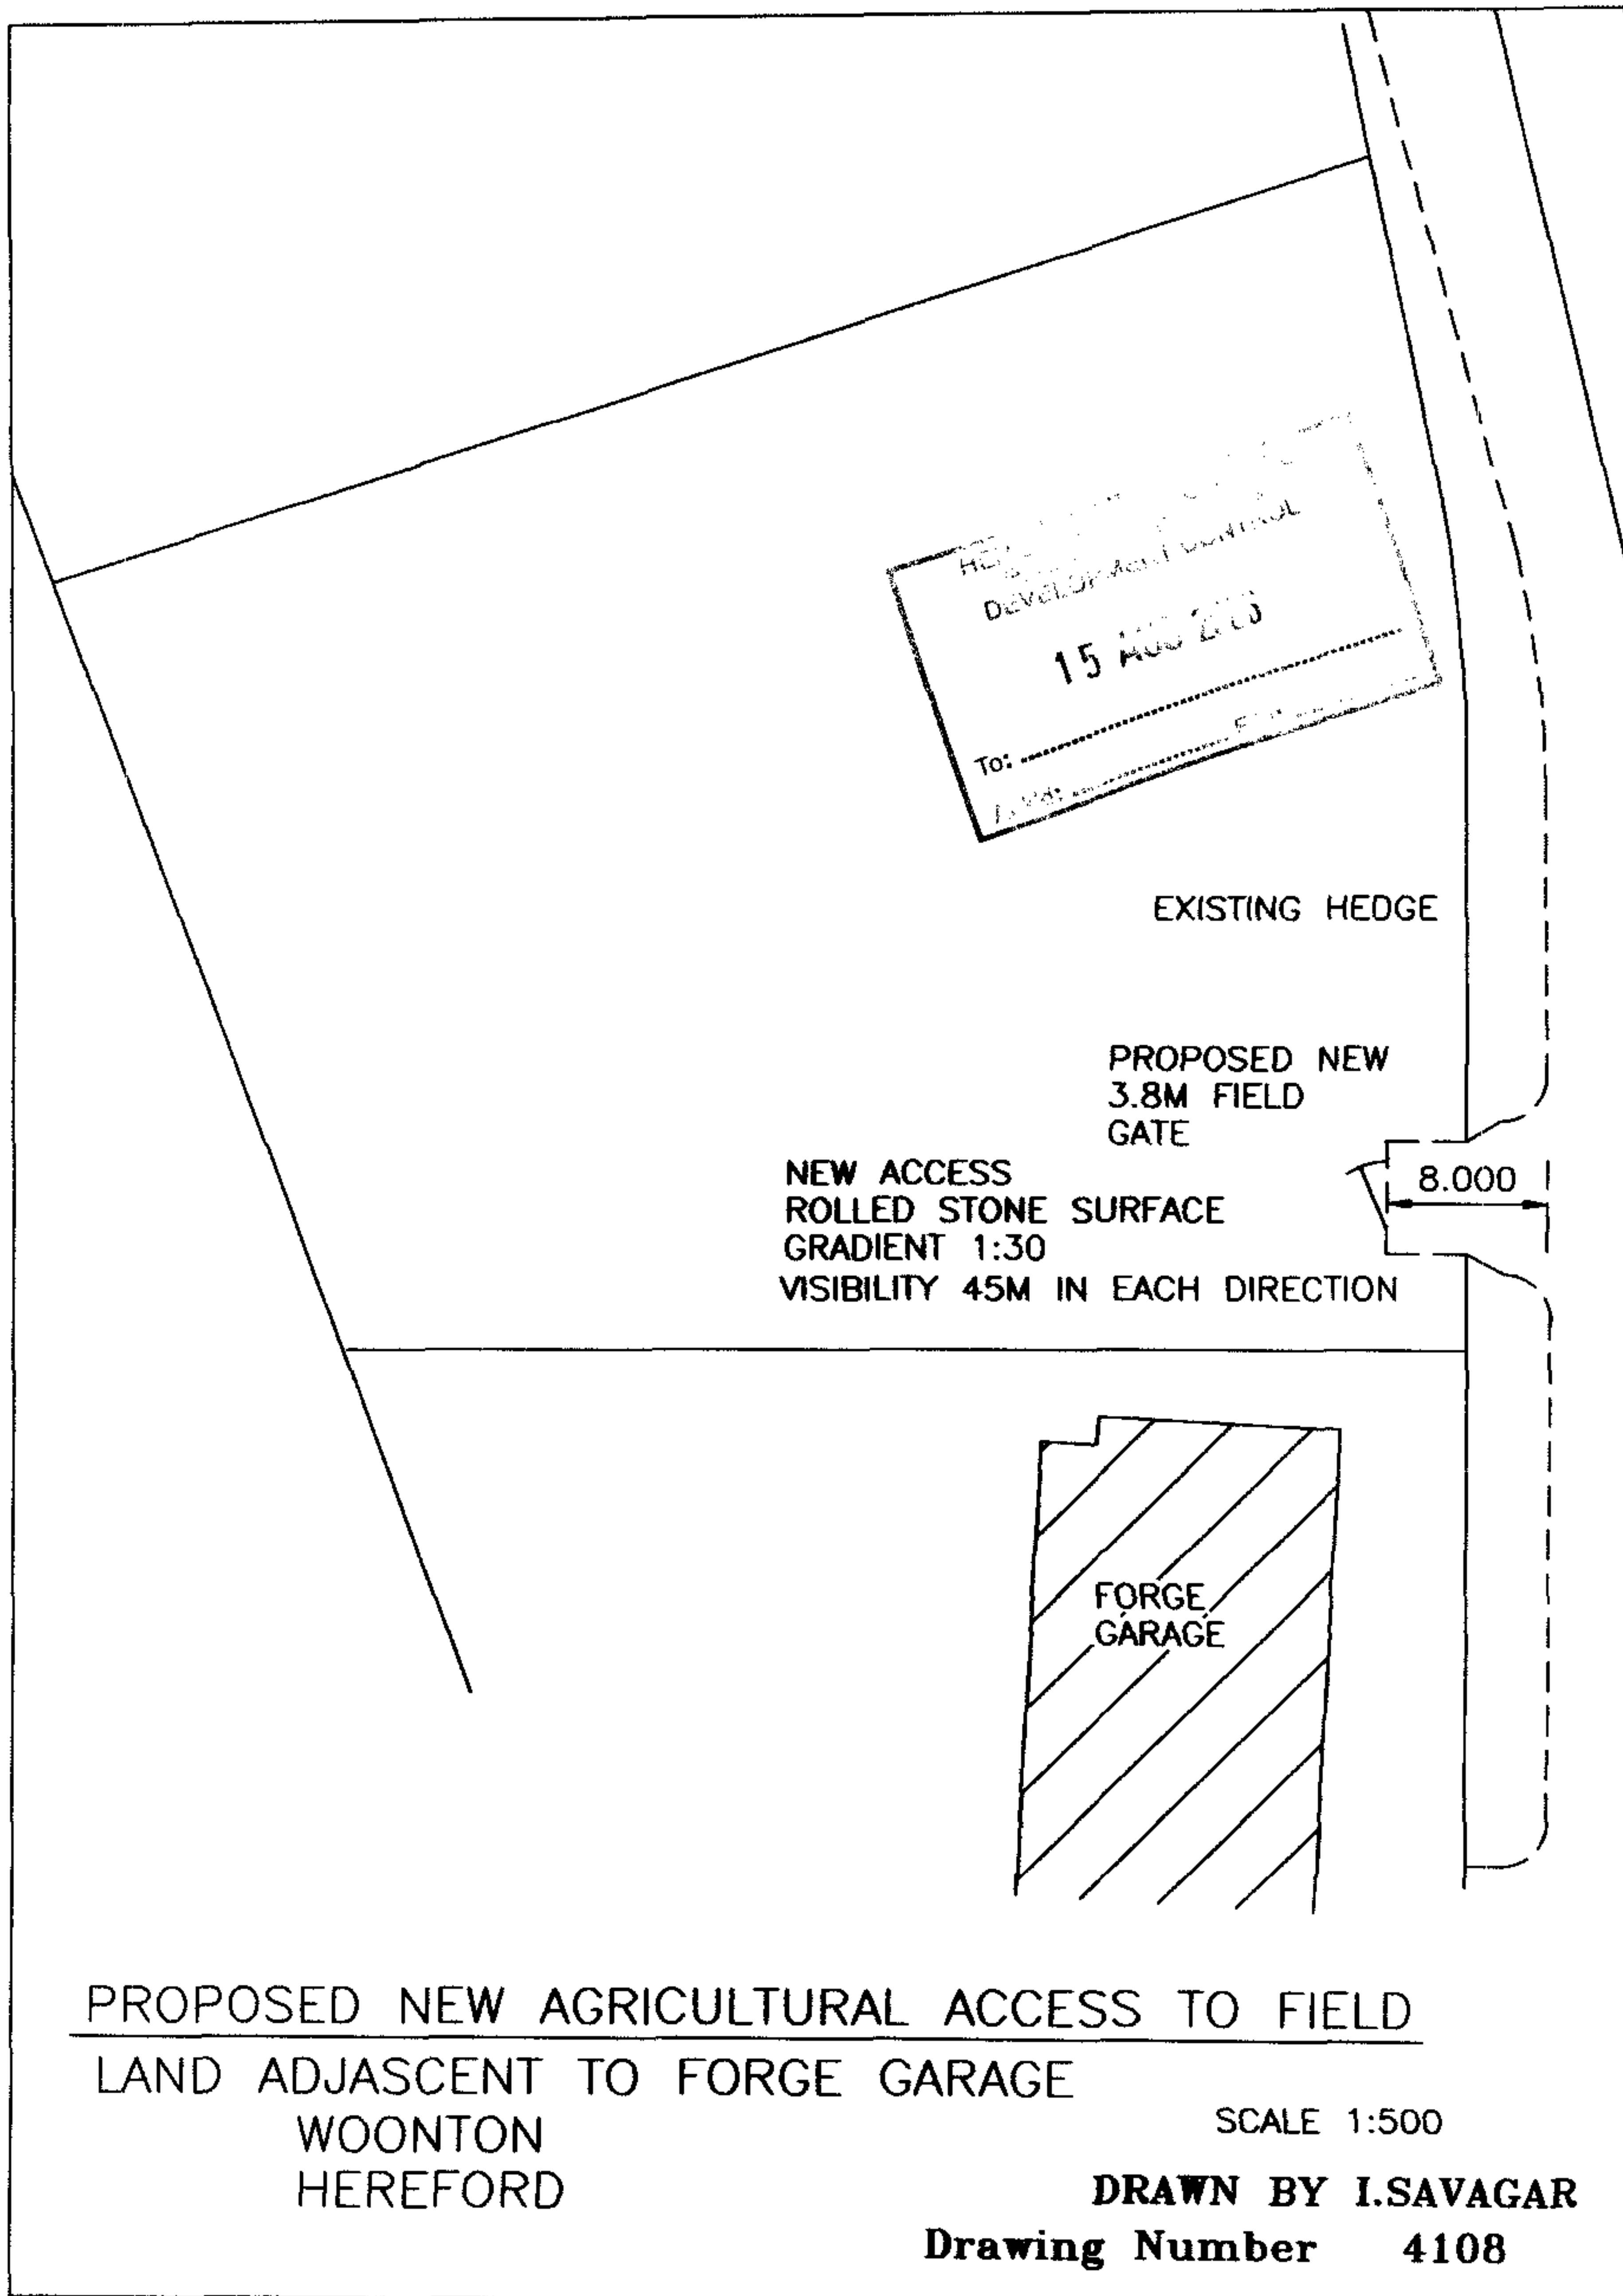 DEVELOPMENT CONTROL
15 AUG
To:
EXISTING HEDGE
PROPOSED NEW
3.8M FIELD
GATE
8.000
NEW ACCESS
ROLLED STONE SURFACE
GRADIENT 1:30
VISIBILITY 45M IN EACH DIRECTION
FORGE
GARAGE
PROPOSED NEW AGRICULTURAL ACCESS TO FIELD
LAND ADJASCENT TO FORGE GARAGE
WOONTON
HEREFORD
SCALE 1:500
DRAWN BY I.SAVAGAR
Drawing Number 4108